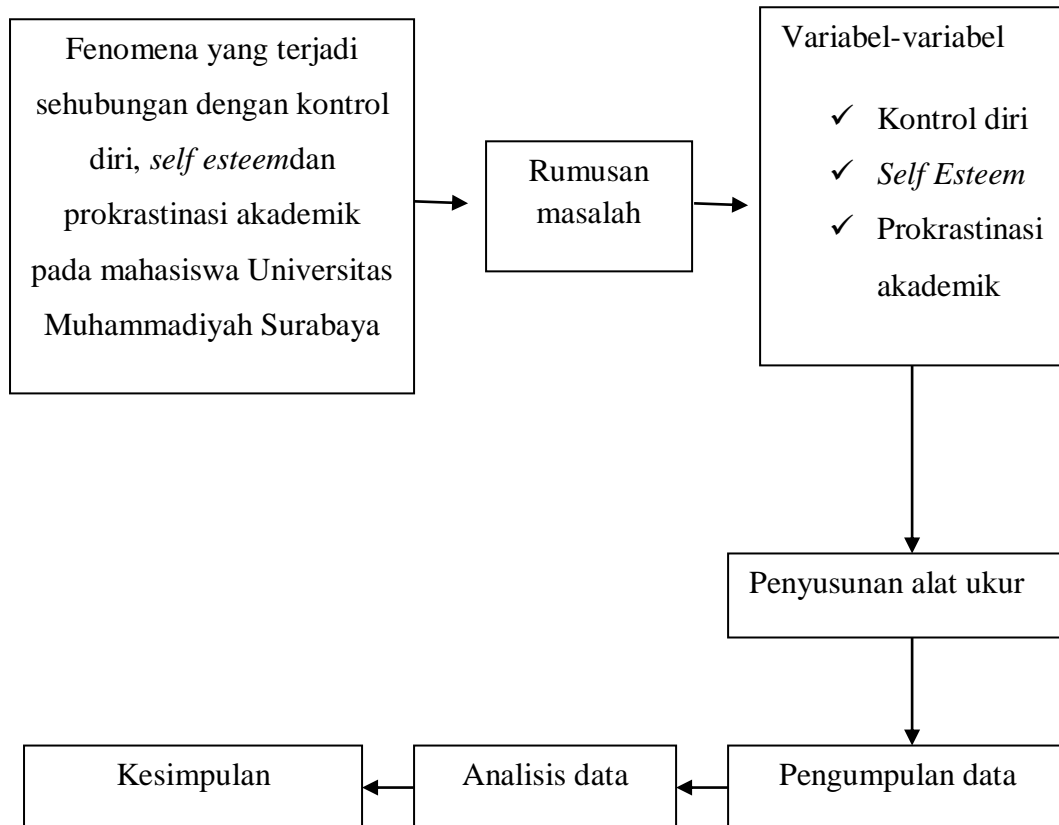 Fenomena yang terjadi
sehubungan dengan kontrol
diri, self esteemdan
prokrastinasi akademik
pada mahasiswa Universitas
Muhammadiyah Surabaya
Rumusan
masalah
Variabel-variabel
✓ Kontrol diri
✓ Self Esteem
✓ Prokrastinasi
akademik
Penyusunan alat ukur
Pengumpulan data
Analisis data
Kesimpulan